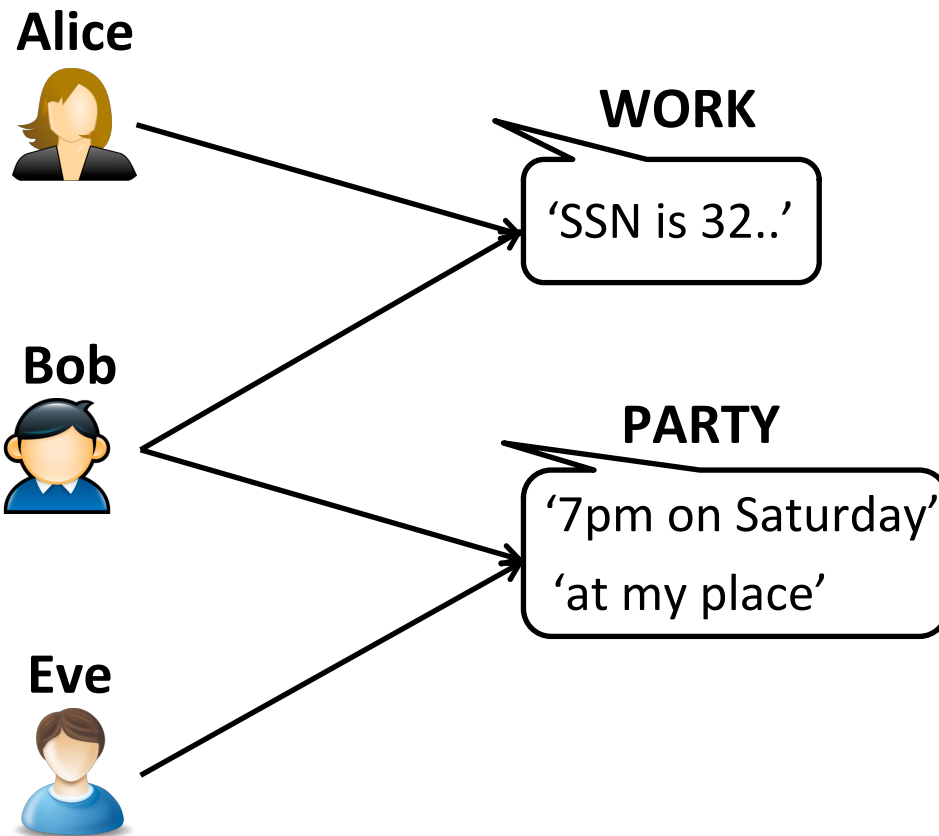 Alice
WORK
‘SSN is 32..’
Bob
PARTY
‘7pm on Saturday’
‘at my place’
Eve